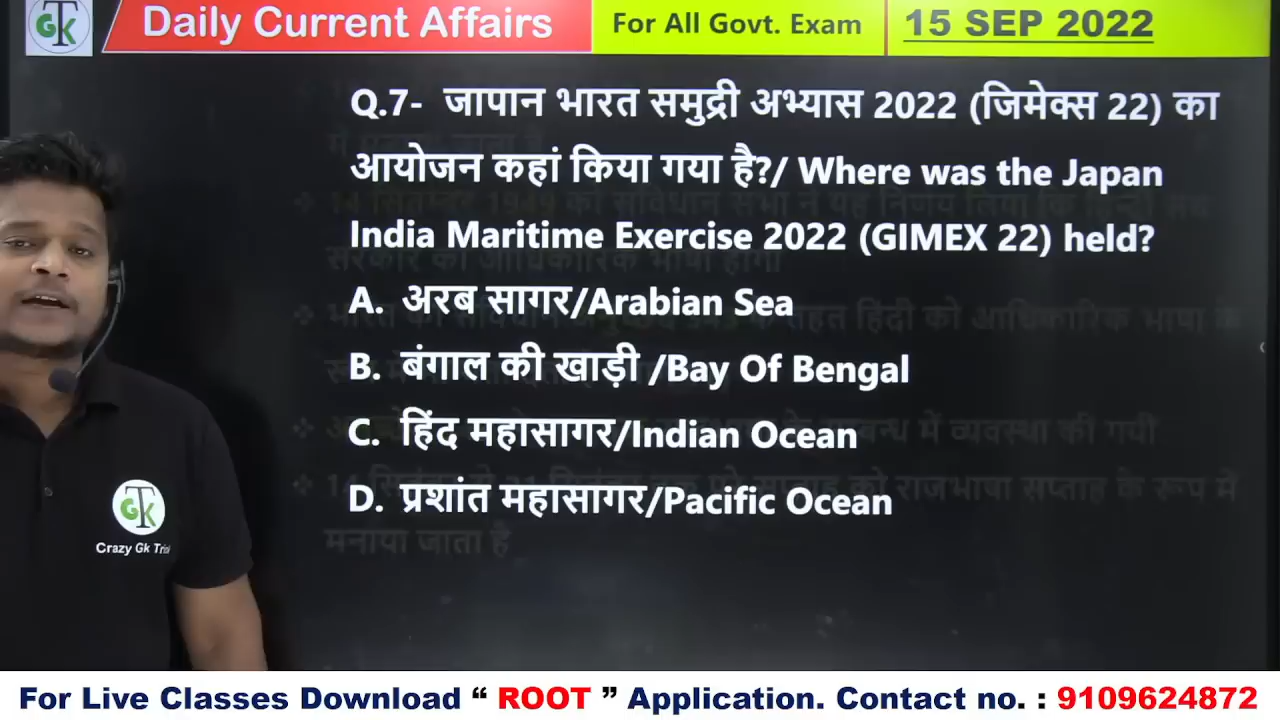 GTK
Daily Current Affairs
For All Govt. Exam
15 SEP 2022
Q.7- जापान भारत समुद्री अभ्यास 2022 (जिमेक्स 22) का
आयोजन कहां किया गया है?/ Where was the Japan
India Maritime Exercise 2022 (GIMEX 22) held?
A. अरब सागर/Arabian Sea
B. बंगाल की खाड़ी /Bay Of Bengal
C. हिंद महासागर/Indian Ocean
D. प्रशांत महासागर/Pacific Ocean
GTK
Crazy Gk Tri
For Live Classes Download “ ROOT ” Application. Contact no. : 9109624872